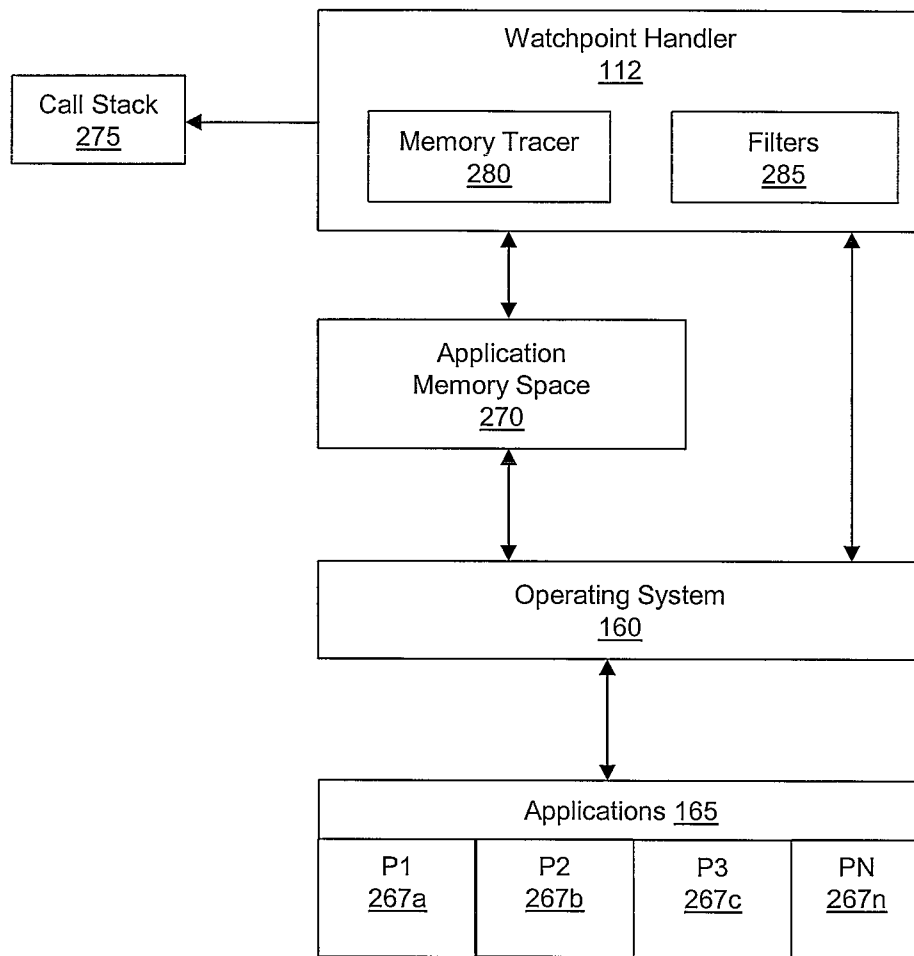 Watchpoint Handler
112
Call Stack
275
Memory Tracer
280
Filters
285
Application
Memory Space
270
Operating System
160
Applications 165
P1
267a
P2
267b
P3
267c
PN
267n